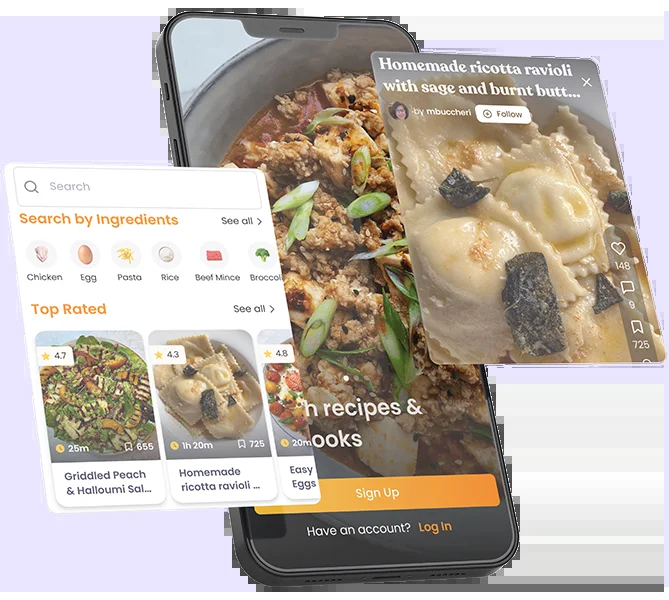 Homemade ricotta ravioli
with sage and burnt butt...
by mbuccheri
Follow
148
9
725
Search
Search by Ingredients
See all
Chicken
Egg
Pasta
Rice
Beef Mince
Broccol
Top Rated
See all
4.7
4.3
4.8
25m
655
1h 20m
725
20m
Griddled Peach
& Halloumi Sal...
Homemade
ricotta ravioli ...
Easy
Eggs
h recipes &
ooks
Sign Up
Have an account? Log In